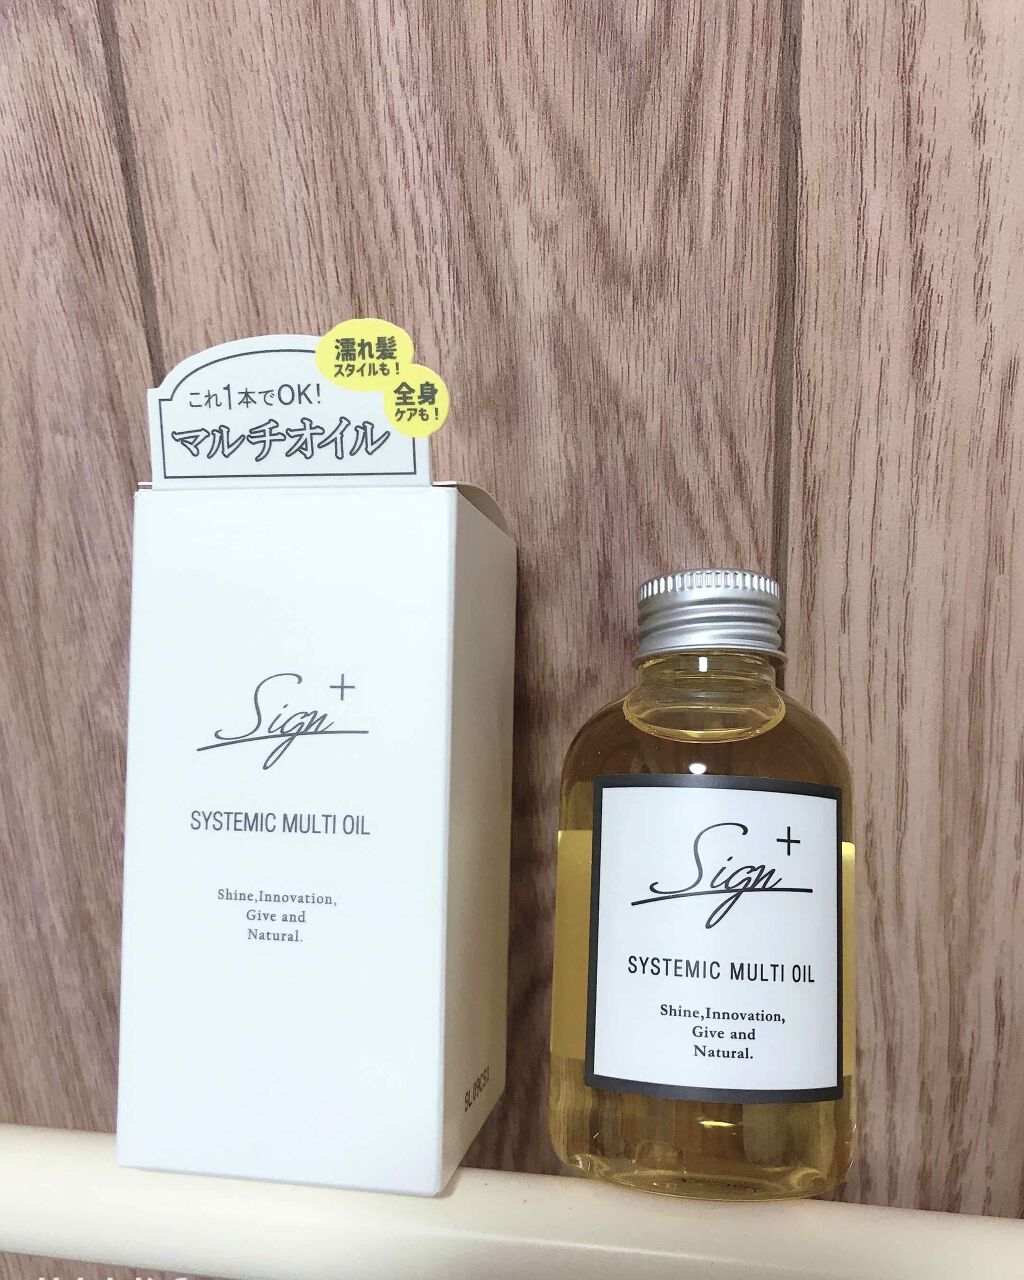 濡れ髪
スタイルも!
全身
ケアも!
これ1本でOK!
マルチオイル
Sign+
SYSTEMIC MULTI OIL
Shine,Innovation,
Give and
Natural.
Sign+
SYSTEMIC MULTI OIL
Shine,Innovation,
Give and
Natural.